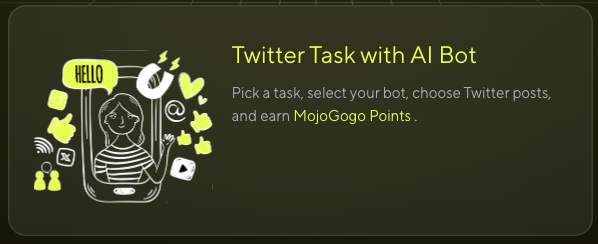 HELLO
Twitter Task with AI Bot
Pick a task, select your bot, choose Twitter posts,
and earn MojoGogo Points .
@
X